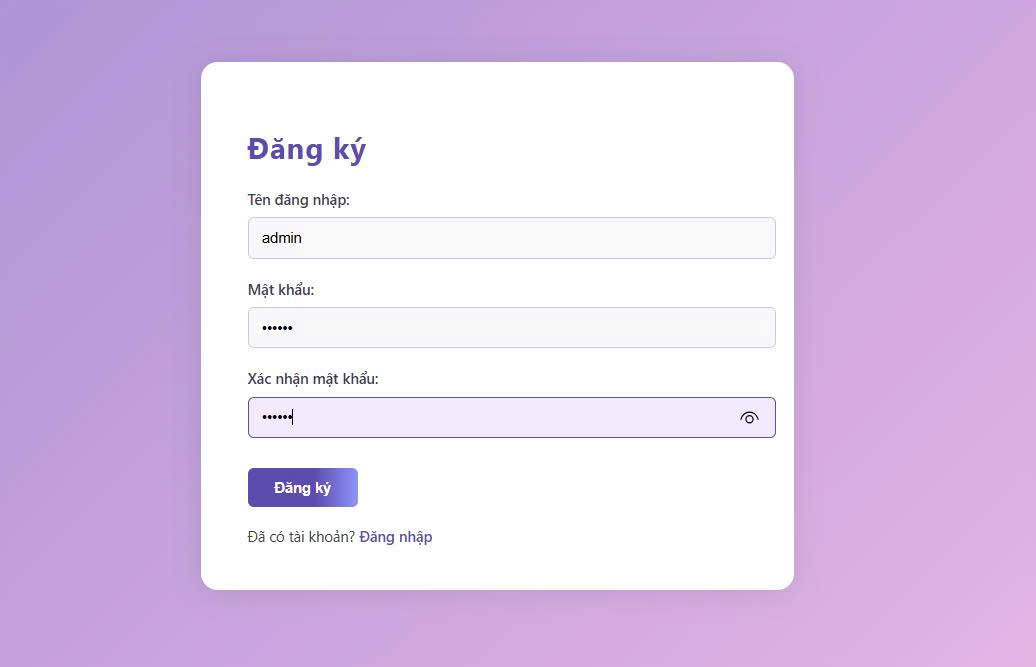 Đăng ký
Tên đăng nhập:
admin
Mật khẩu:
••••••
Xác nhận mật khẩu:
••••••
Đăng ký
Đã có tài khoản? Đăng nhập